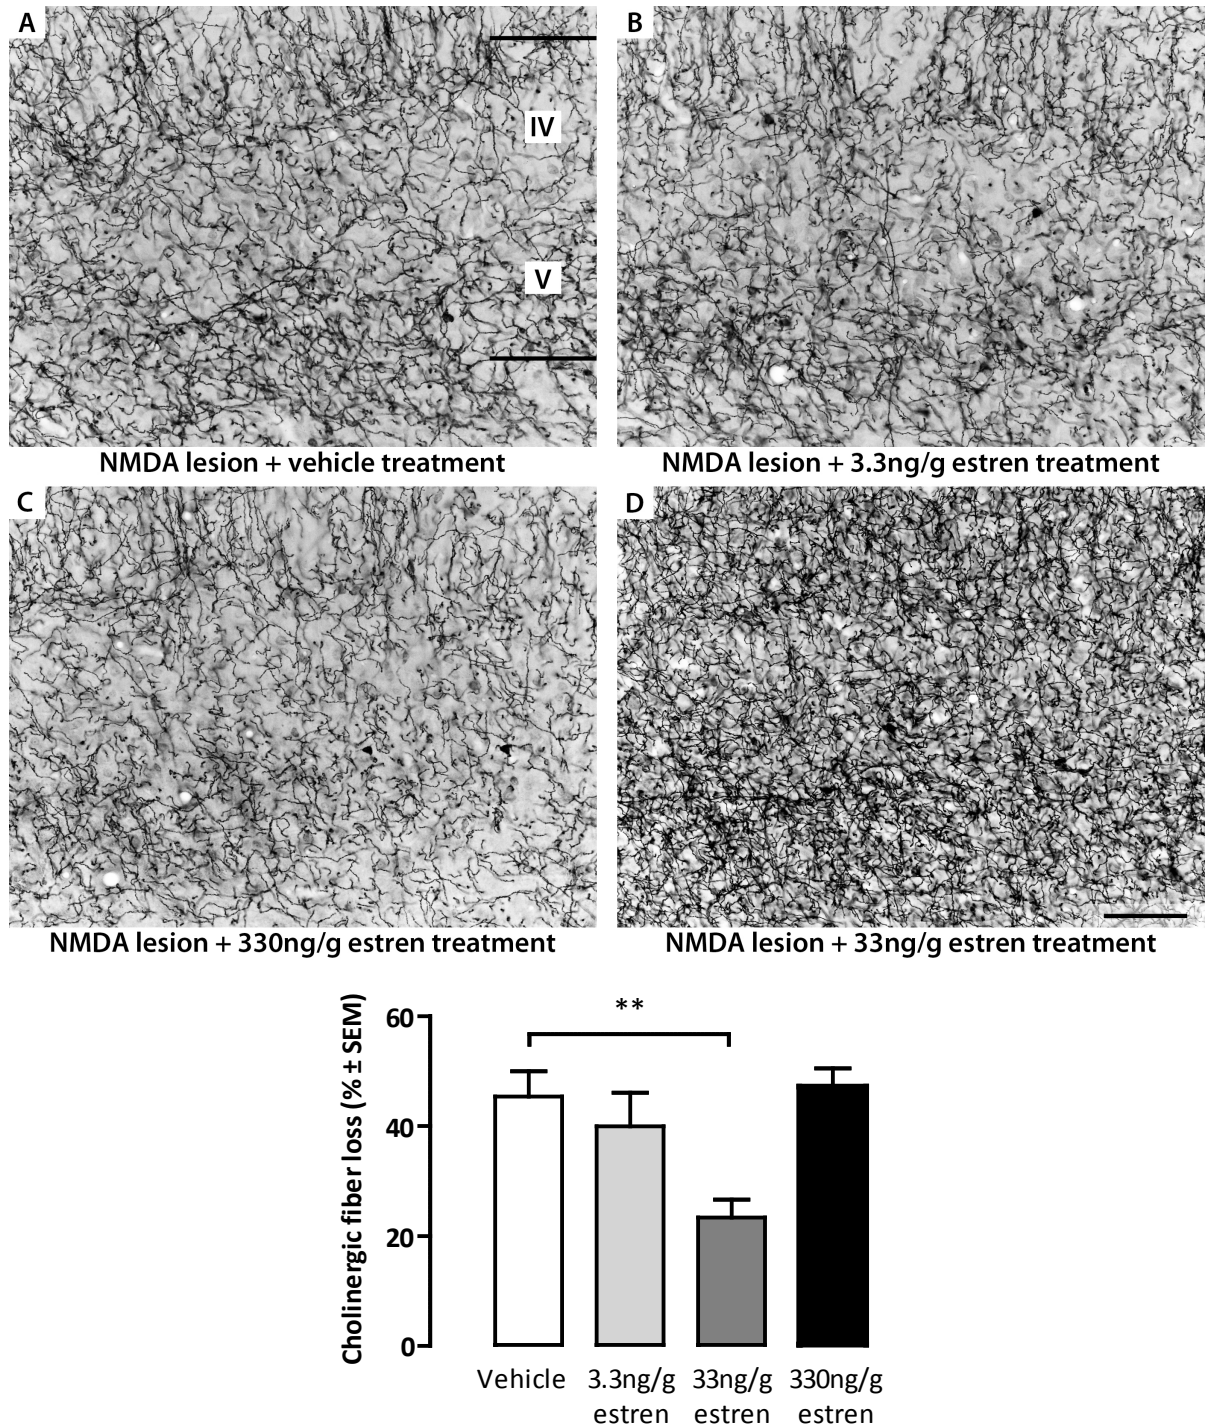 A
B
IV
V
NMDA lesion + vehicle treatment
NMDA lesion + 3.3ng/g estren treatment
C
D
NMDA lesion + 330ng/g estren treatment
NMDA lesion + 33ng/g estren treatment
Cholinergic fiber loss (% ± SEM)
60
40
20
0
**
Vehicle
3.3ng/g
estren
33ng/g
estren
330ng/g
estren